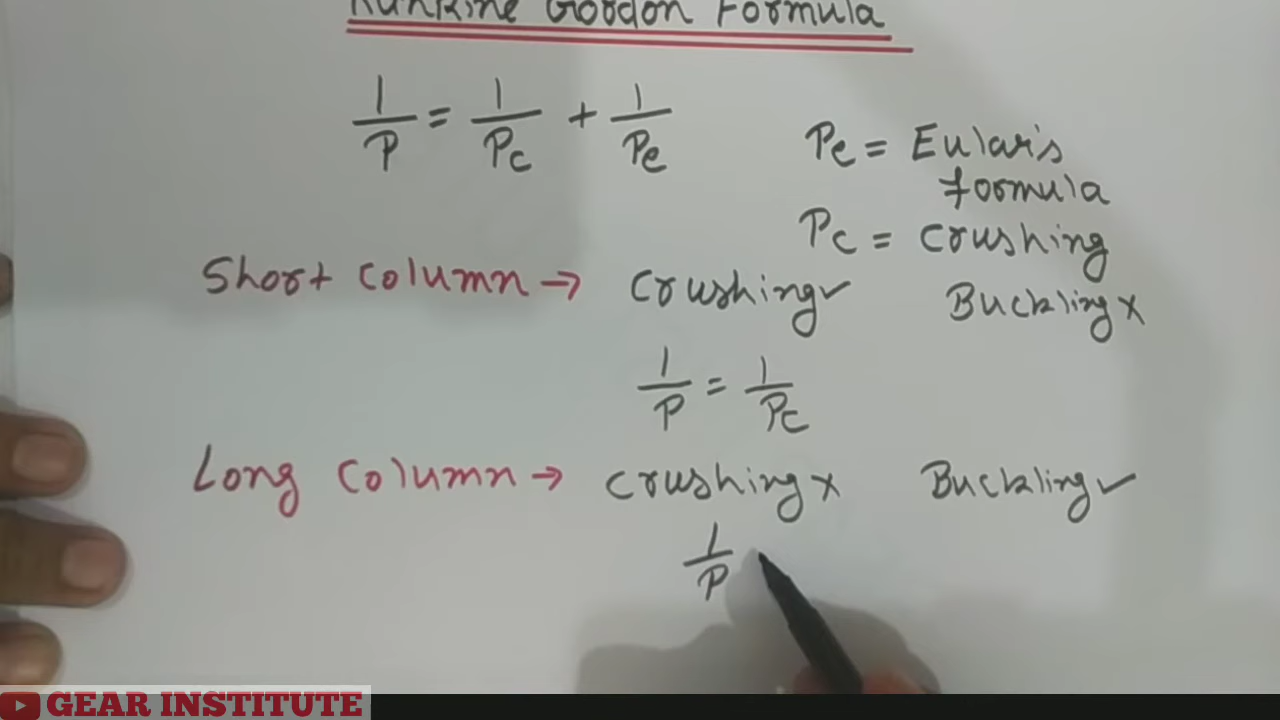 Rankine Gordon Formula
1/P = 1/Pc + 1/Pe
Pe = Eular's
formula
Pc = crushing
Short column → crushing✓ Buckling×
1/P = 1/Pc
Long column → crushing× Buckling✓
1/P
GEAR INSTITUTE